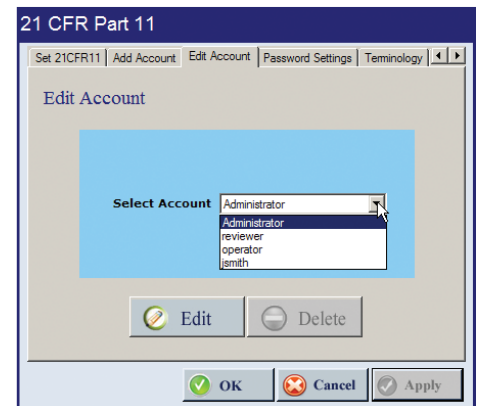 21 CFR Part 11
Set 21CFR11 Add Account Edit Account Password Settings Terminology
Edit Account
Select Account Administrator
Administrator
reviewer
operator
jsmith
Edit Delete
OK Cancel Apply